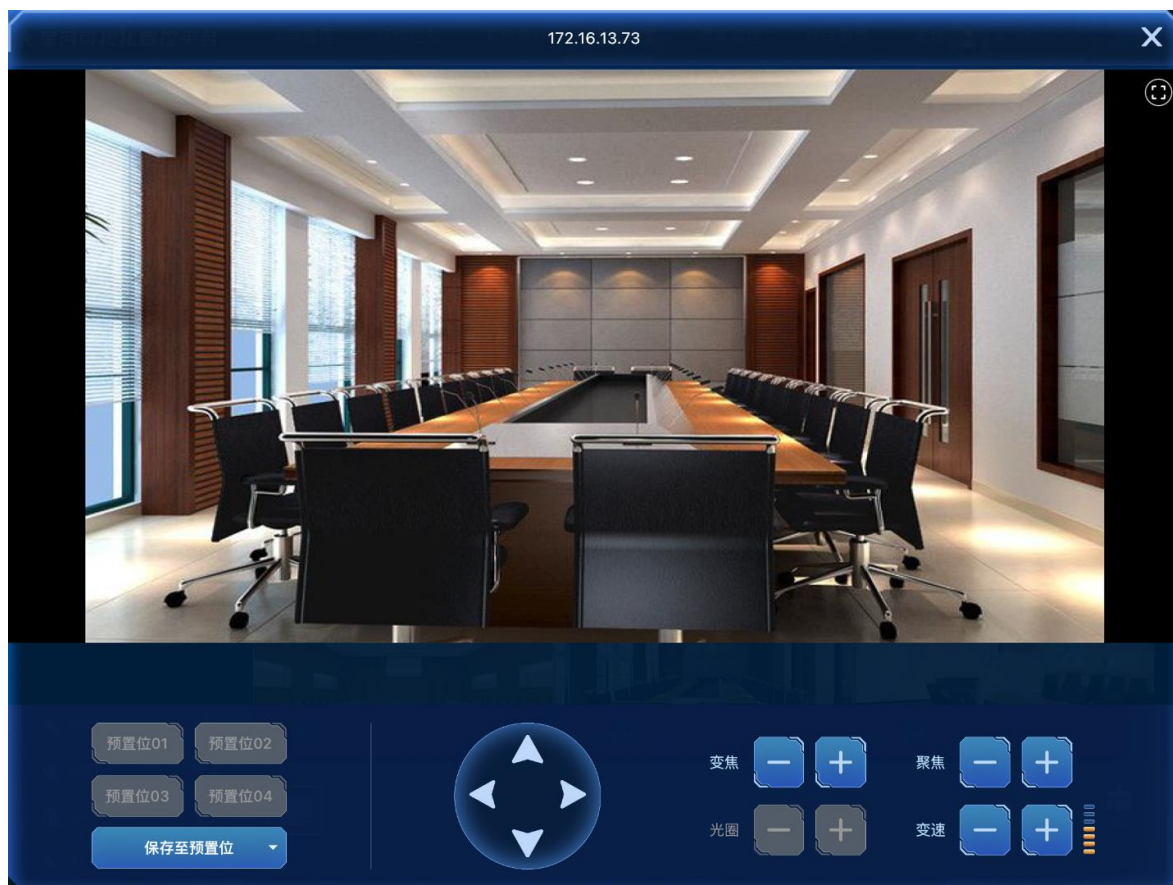 172.16.13.73
预置位01 预置位02
变焦 聚焦
预置位03 预置位04
光圈 变速
保存至预置位